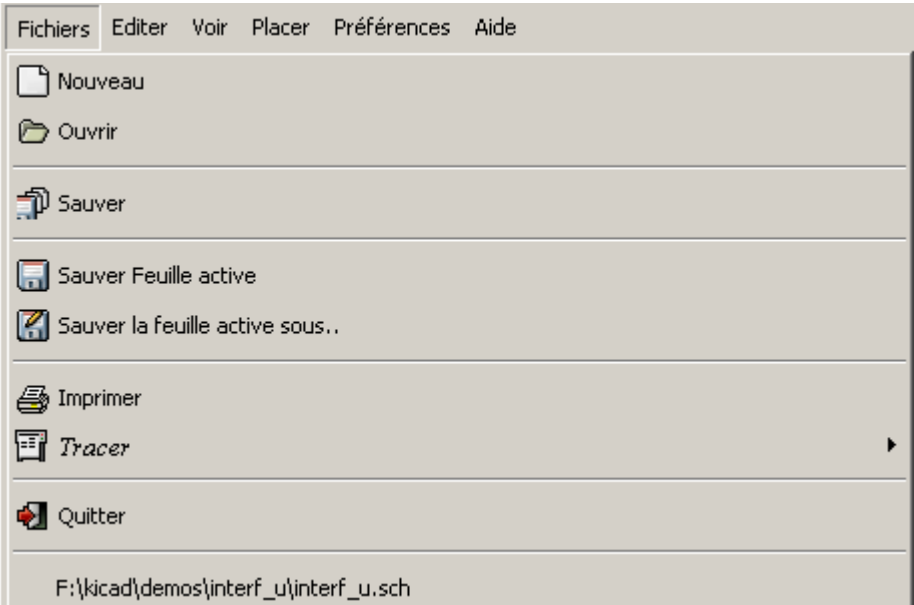 Fichiers Editer Voir Placer Préférences Aide
Nouveau
Ouvrir
Sauver
Sauver Feuille active
Sauver la feuille active sous..
Imprimer
Tracer
Quitter
F:\kicad\demos\interf_u\interf_u.sch